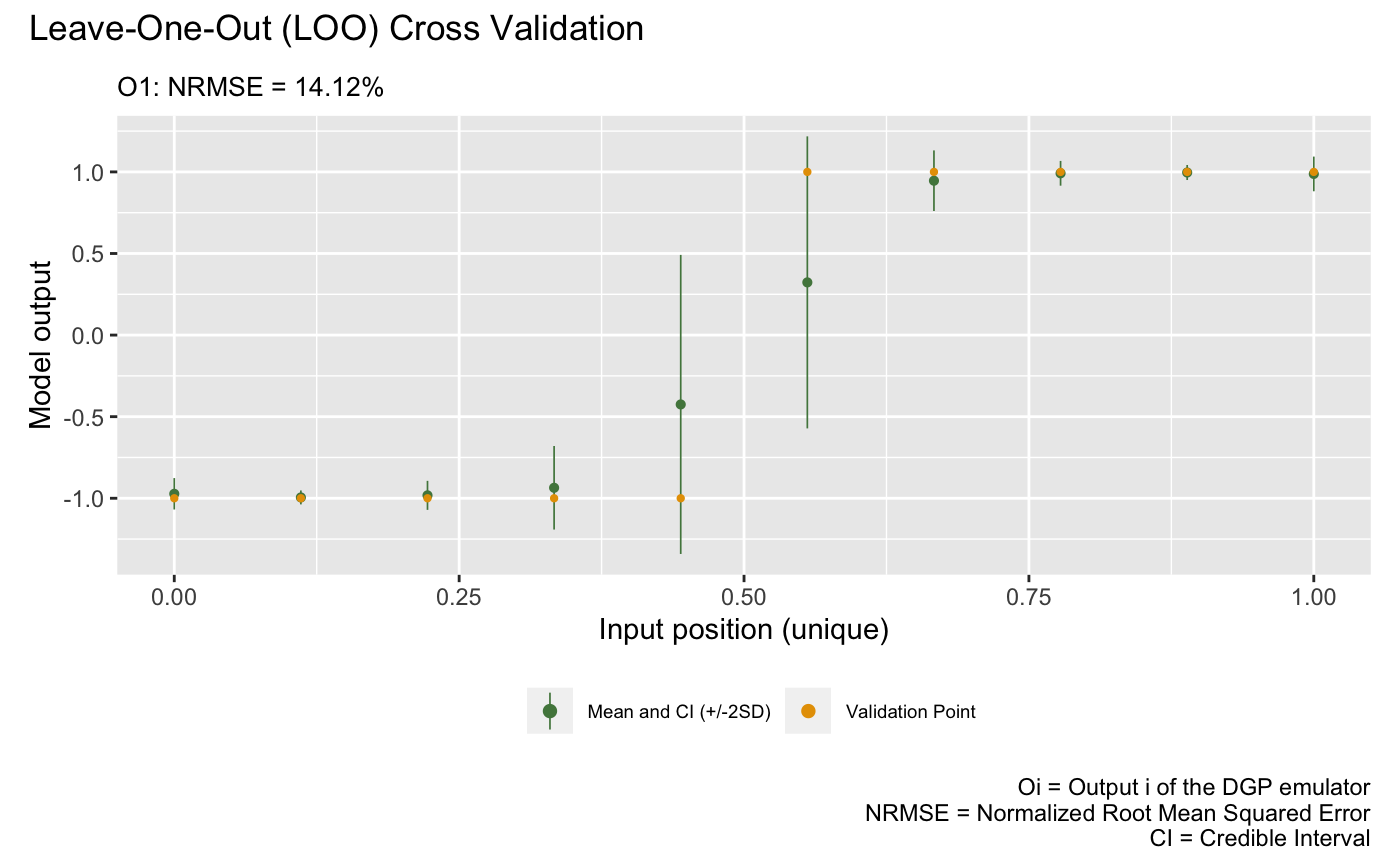 Leave-One-Out (LOO) Cross Validation
O1: NRMSE = 14.12%
Model output
1.0
0.5
0.0
-0.5
-1.0
0.00 0.25 0.50 0.75 1.00
Input position (unique)
Mean and CI (+/-2SD) Validation Point
Oi = Output i of the DGP emulator
NRMSE = Normalized Root Mean Squared Error
CI = Credible Interval